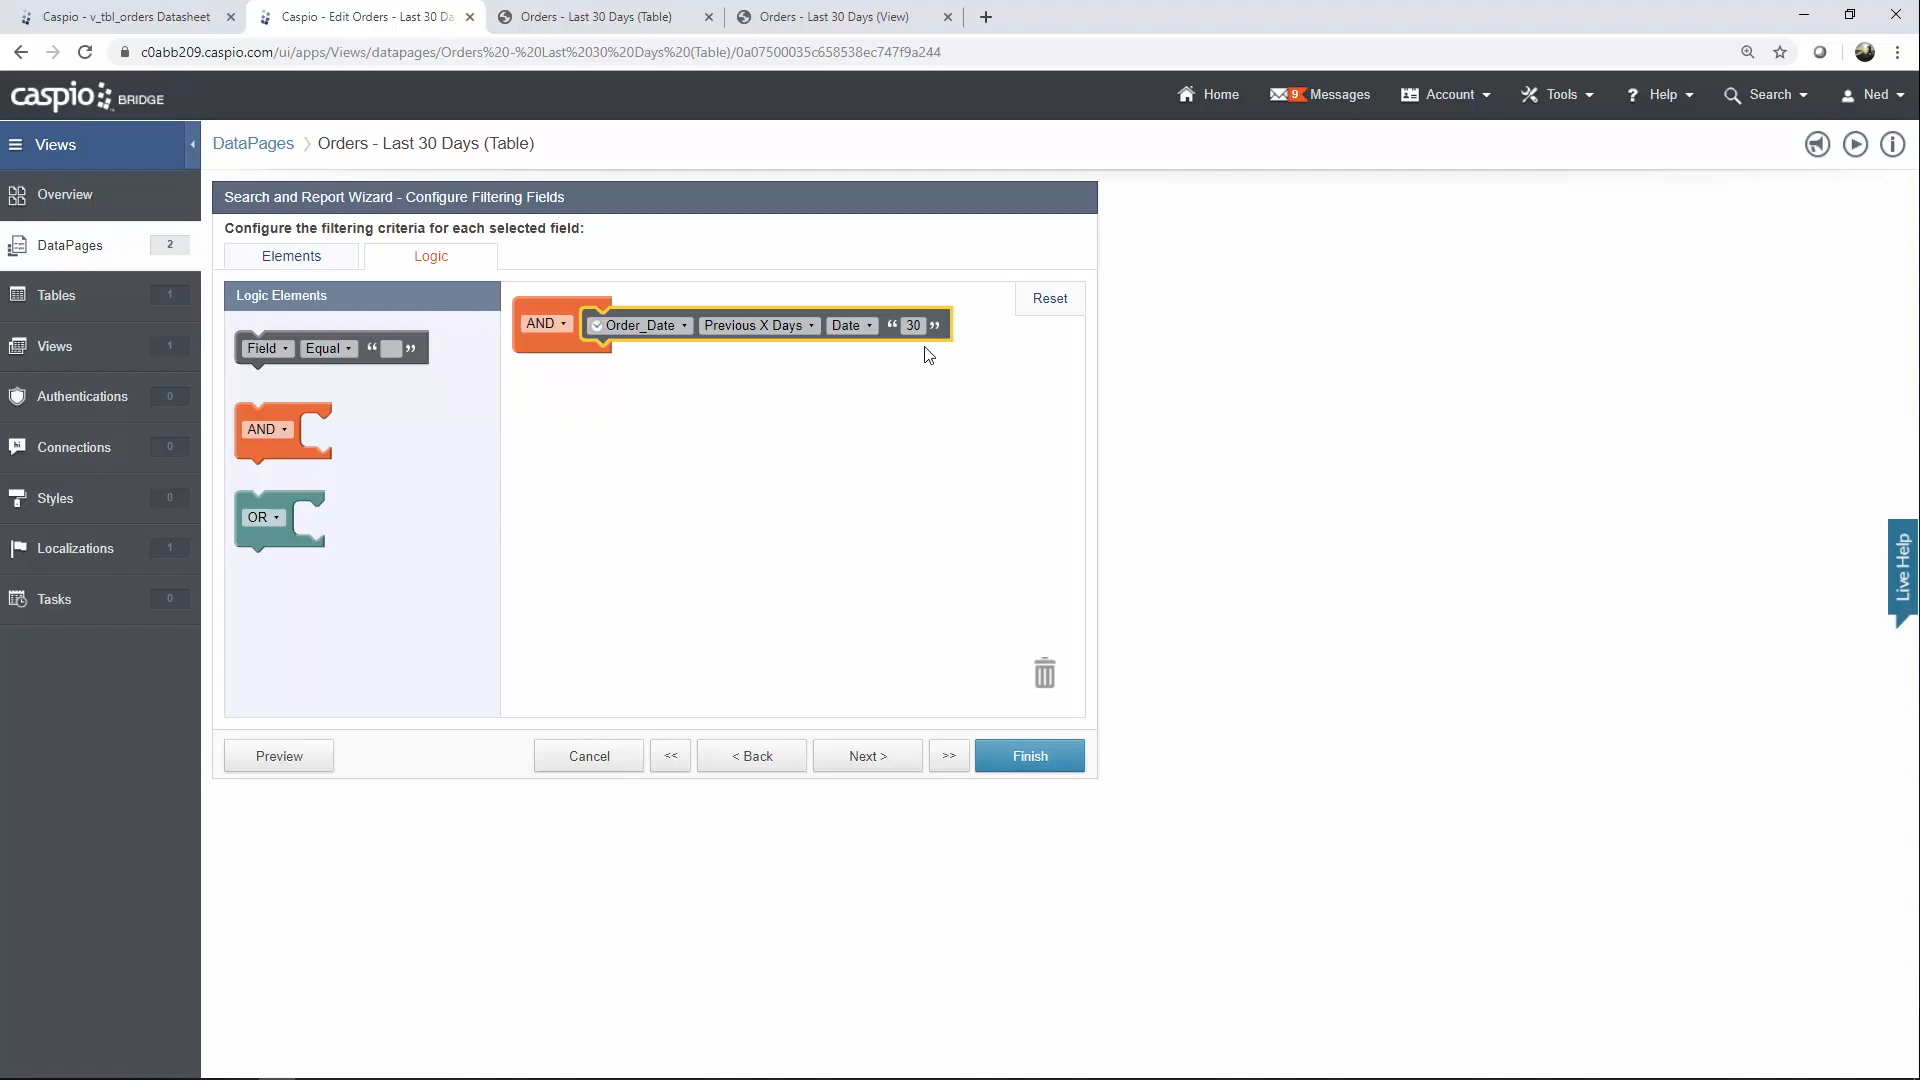 Caspio - v_tbl_orders Datasheet
Caspio - Edit Orders - Last 30 Da
Orders - Last 30 Days (Table)
Orders - Last 30 Days (View)
c0abb209.caspio.com/ui/apps/Views/datapages/Orders%20-%20Last%2030%20Days%20(Table)/0a07500035c658538ec747f9a244
caspio BRIDGE
Home
9 Messages
Account
Tools
? Help
Search
Ned
Views
DataPages
Orders - Last 30 Days (Table)
Overview
DataPages 2
Tables 1
Views 1
Authentications 0
Connections 0
Styles 0
Localizations 1
Tasks 0
Search and Report Wizard - Configure Filtering Fields
Configure the filtering criteria for each selected field:
Elements
Logic
Logic Elements
Reset
Field Equal “ ”
AND
OR
AND Order_Date Previous X Days Date “ 30 ”
Preview
Cancel
<<
< Back
Next >
>>
Finish
Live Help